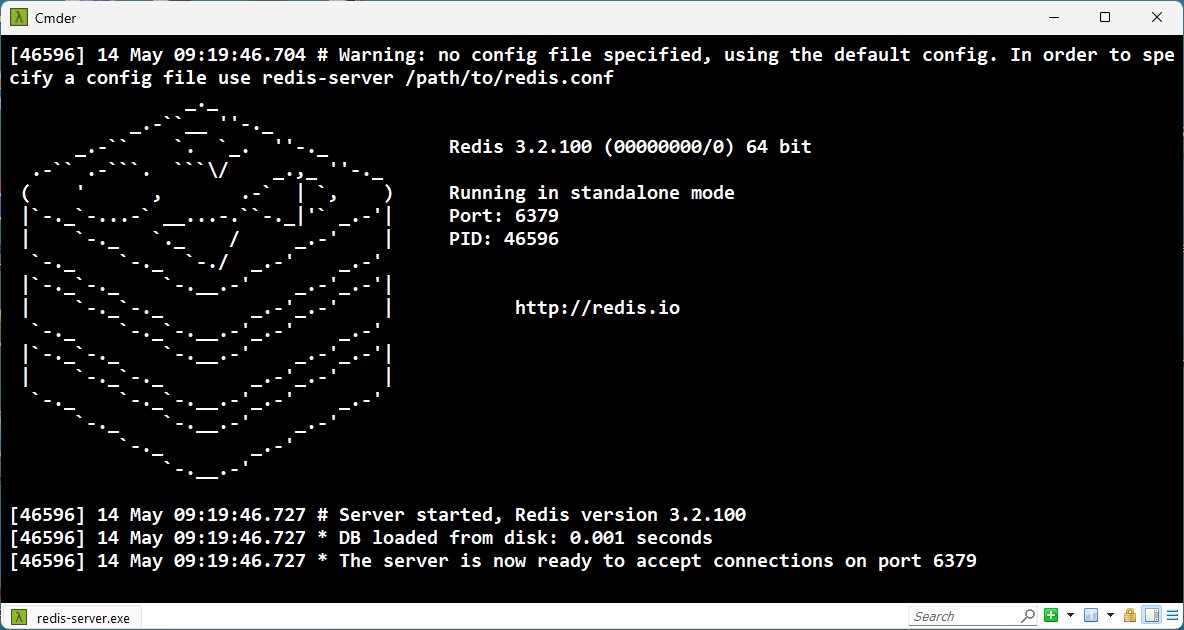 Cmder
[46596] 14 May 09:19:46.704 # Warning: no config file specified, using the default config. In order to spe
cify a config file use redis-server /path/to/redis.conf
Redis 3.2.100 (00000000/0) 64 bit
Running in standalone mode
Port: 6379
PID: 46596
http://redis.io
[46596] 14 May 09:19:46.727 # Server started, Redis version 3.2.100
[46596] 14 May 09:19:46.727 * DB loaded from disk: 0.001 seconds
[46596] 14 May 09:19:46.727 * The server is now ready to accept connections on port 6379
redis-server.exe
Search